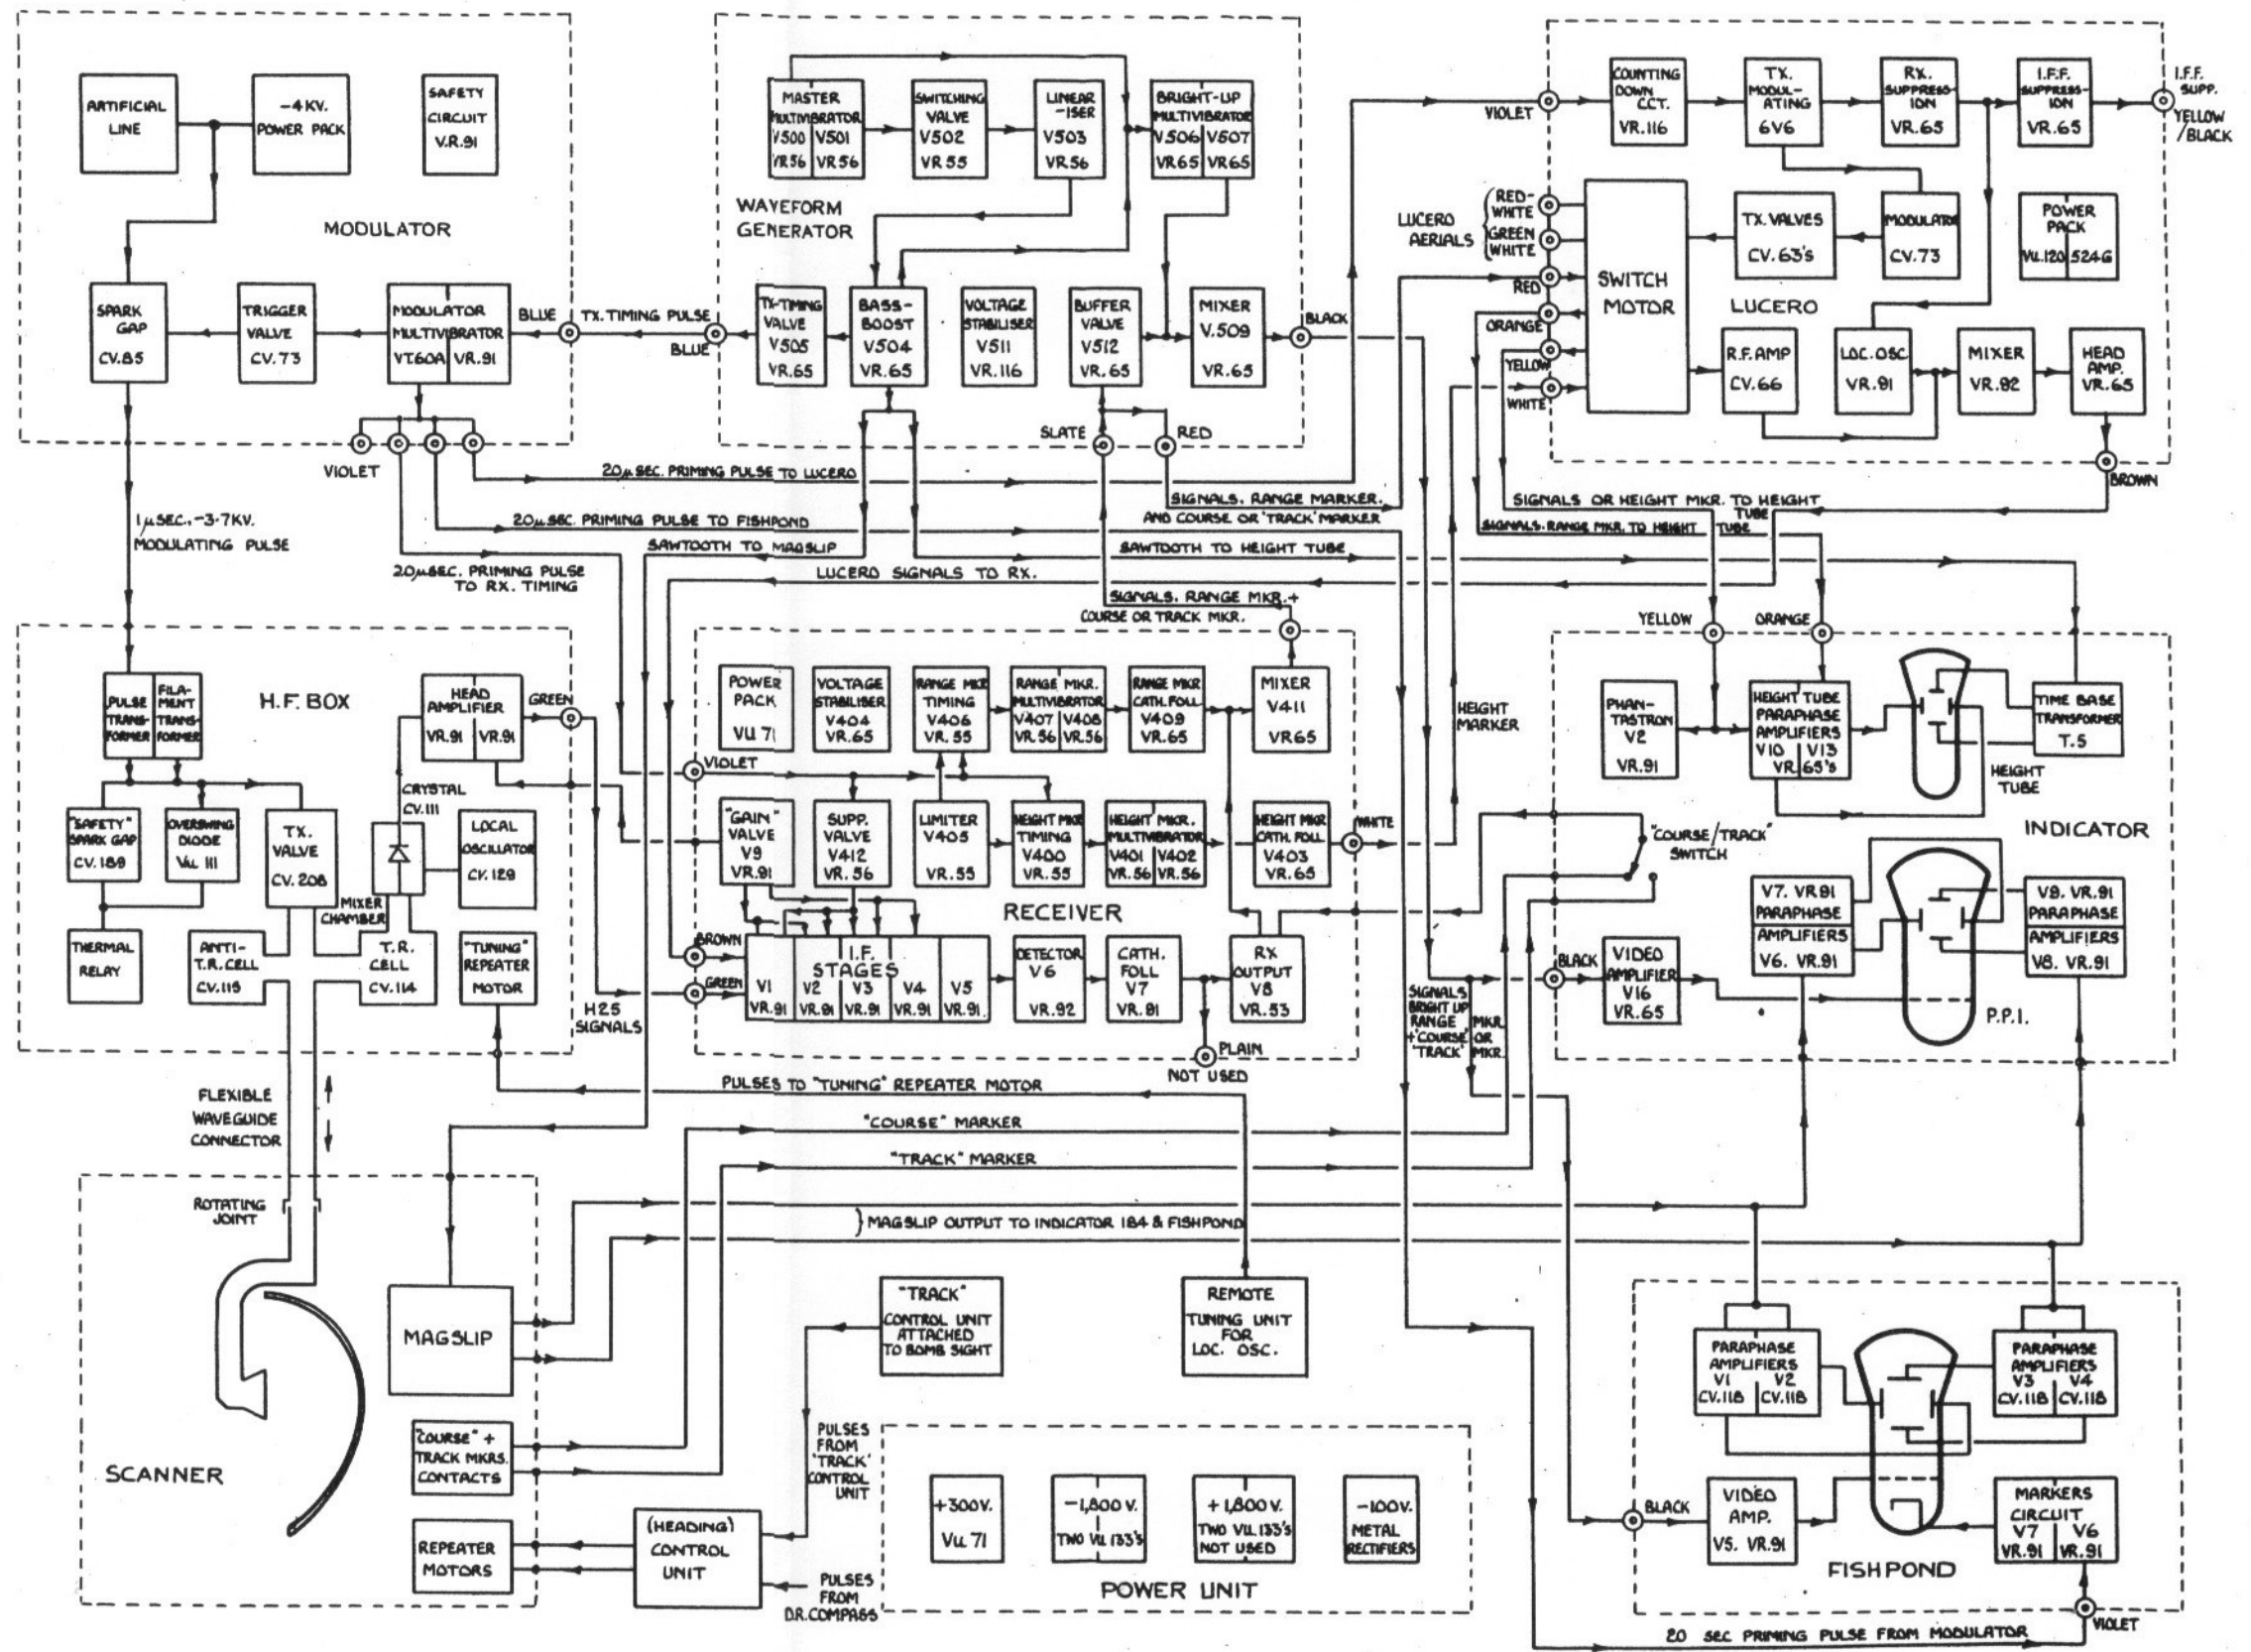 ARTIFICIAL
LINE
-4KV.
POWER PACK
SAFETY
CIRCUIT
V.R.91
MODULATOR
SPARK
GAP
CV.85
TRIGGER
VALVE
CV.73
MODULATOR
MULTIVIBRATOR
VT.60A VR.91
BLUE
VIOLET
TX. TIMING PULSE
BLUE
MASTER
MULTIVIBRATOR
V500 V501
VR56 VR56
SWITCHING
VALVE
V502
VR55
LINEAR
-ISER
V503
VR56
BRIGHT-UP
MULTIVIBRATOR
V.506 V507
VR65 VR65
WAVEFORM
GENERATOR
TX-TIMING
VALVE
V505
VR.65
BASS-
BOOST
V504
VR.65
VOLTAGE
STABILISER
V511
VR.116
BUFFER
VALVE
V512
VR.65
MIXER
V.509
VR.65
BLACK
SLATE
RED
VIOLET
COUNTING
DOWN
CCT.
VR.116
TX.
MODUL-
ATING
6V6
RX.
SUPPRESS-
ION
VR.65
I.F.F.
SUPPRESS-
ION
VR.65
I.F.F.
SUPP.
YELLOW
/BLACK
LUCERO
AERIALS
RED-
WHITE
GREEN
WHITE
RED
ORANGE
YELLOW
WHITE
SWITCH
MOTOR
TX.VALVES
CV.63's
MODULATOR
CV.73
POWER
PACK
VU.120 524G
LUCERO
R.F.AMP
CV.66
LOC.OSC
VR.91
MIXER
VR.92
HEAD
AMP.
VR.65
BROWN
20μSEC. PRIMING PULSE TO LUCERO
SIGNALS. RANGE MARKER.
AND COURSE OR 'TRACK' MARKER
SIGNALS OR HEIGHT MKR. TO HEIGHT
TUBE
SIGNALS. RANGE MKR. TO HEIGHT TUBE
20μSEC. PRIMING PULSE TO FISHPOND
1μSEC., -3·7KV.
MODULATING PULSE
SAWTOOTH TO MAGSLIP
SAWTOOTH TO HEIGHT TUBE
20μSEC. PRIMING PULSE
TO RX. TIMING
LUCERO SIGNALS TO RX.
SIGNALS. RANGE MKR.+
COURSE OR TRACK MKR.
H.F. BOX
PULSE
TRANS-
FORMER
FILA-
MENT
TRANS-
FORMER
HEAD
AMPLIFIER
VR.91 VR.91
GREEN
CRYSTAL
CV.111
"SAFETY"
SPARK GAP
CV.189
OVERSWING
DIODE
VU 111
TX.
VALVE
CV.208
LOCAL
OSCILLATOR
CV.129
MIXER
CHAMBER
THERMAL
RELAY
ANTI-
T.R.CELL
CV.115
T.R.
CELL
CV.114
"TUNING"
REPEATER
MOTOR
H2S
SIGNALS
POWER
PACK
VU 71
VOLTAGE
STABILISER
V404
VR.65
RANGE MKR
TIMING
V406
VR.55
RANGE MKR.
MULTIVIBRATOR
V407 V408
VR.56 VR.56
RANGE MKR
CATH.FOLL
V409
VR.65
MIXER
V411
VR65
VIOLET
"GAIN"
VALVE
V9
VR.91
SUPP.
VALVE
V412
VR.56
LIMITER
V405
VR.55
HEIGHT MKR
TIMING
V400
VR.55
HEIGHT MKR.
MULTIVIBRATOR
V401 V402
VR.56 VR.56
HEIGHT MKR
CATH. FOLL
V403
VR.65
WHITE
RECEIVER
HEIGHT
MARKER
BROWN
GREEN
I.F.
STAGES
V1 V2 V3 V4 V5
VR.91 VR.91 VR.91 VR.91 VR.91
DETECTOR
V6
VR.92
CATH.
FOLL
V7
VR.91
RX
OUTPUT
V8
VR.53
PLAIN
NOT USED
YELLOW
ORANGE
PHAN-
TASTRON
V2
VR.91
HEIGHT TUBE
PARAPHASE
AMPLIFIERS
V10 V13
VR 65's
TIME BASE
TRANSFORMER
T.5
HEIGHT
TUBE
INDICATOR
"COURSE/TRACK"
SWITCH
V7. VR91
PARAPHASE
AMPLIFIERS
V6. VR.91
V9. VR.91
PARAPHASE
AMPLIFIERS
V8. VR.91
BLACK
VIDEO
AMPLIFIER
V16
VR.65
P.P.I.
SIGNALS
BRIGHT UP
RANGE MKR
+'COURSE' OR
'TRACK' MKR.
PULSES TO "TUNING" REPEATER MOTOR
"COURSE" MARKER
"TRACK" MARKER
MAGSLIP OUTPUT TO INDICATOR 184 & FISHPOND
FLEXIBLE
WAVEGUIDE
CONNECTOR
ROTATING
JOINT
MAGSLIP
SCANNER
"COURSE" +
TRACK MKRS.
CONTACTS
REPEATER
MOTORS
(HEADING)
CONTROL
UNIT
"TRACK"
CONTROL UNIT
ATTACHED
TO BOMB SIGHT
REMOTE
TUNING UNIT
FOR
LOC. OSC.
PULSES
FROM
'TRACK'
CONTROL
UNIT
PULSES
FROM
D.R.COMPASS
+300V.
VU 71
-1,800 V.
TWO VU 133's
+1,800V.
TWO VU.133's
NOT USED
-100V.
METAL
RECTIFIERS
POWER UNIT
PARAPHASE
AMPLIFIERS
V1 V2
CV.118 CV.118
PARAPHASE
AMPLIFIERS
V3 V4
CV.118 CV.118
BLACK
VIDEO
AMP.
V5. VR.91
MARKERS
CIRCUIT
V7 V6
VR.91 VR.91
FISHPOND
VIOLET
20 SEC PRIMING PULSE FROM MODULATOR